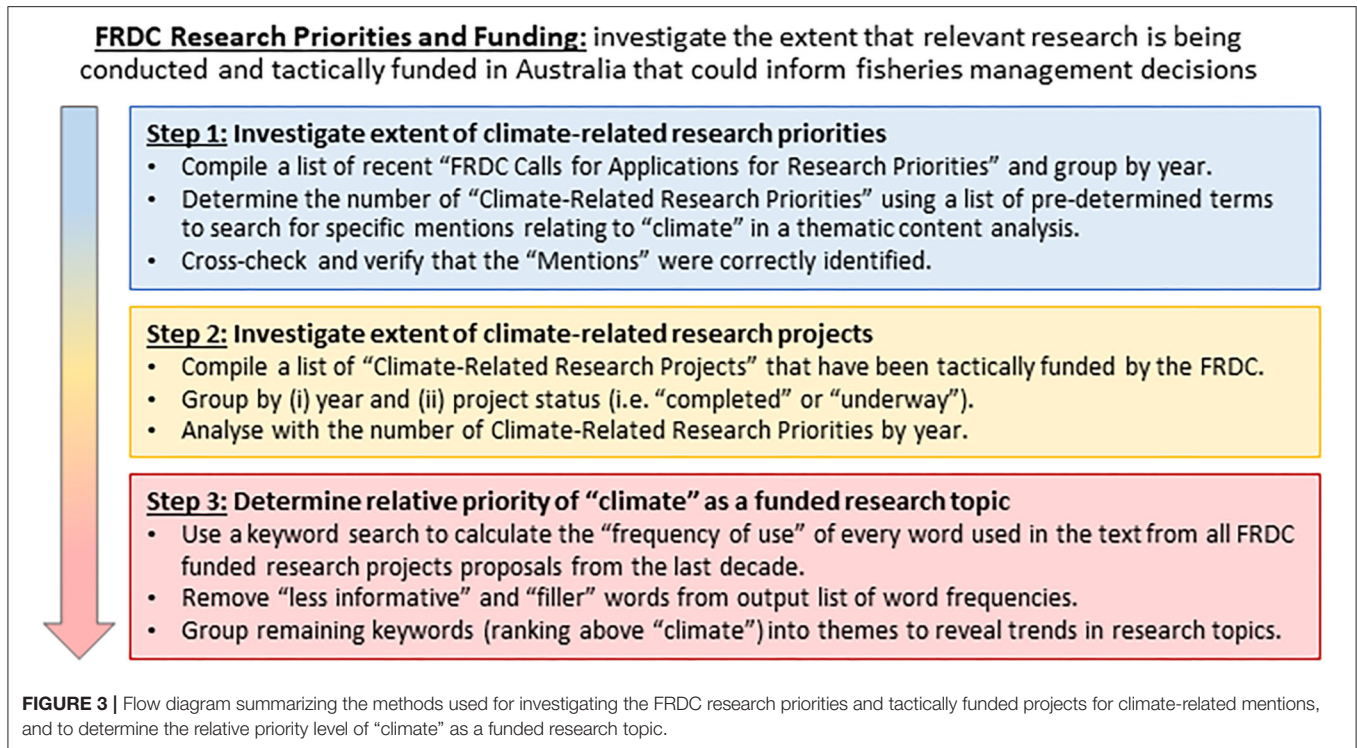 FRDC Research Priorities and Funding: investigate the extent that relevant research is being
conducted and tactically funded in Australia that could inform fisheries management decisions
Step 1: Investigate extent of climate-related research priorities
• Compile a list of recent “FRDC Calls for Applications for Research Priorities” and group by year.
• Determine the number of “Climate-Related Research Priorities” using a list of pre-determined terms
to search for specific mentions relating to “climate” in a thematic content analysis.
• Cross-check and verify that the “Mentions” were correctly identified.
Step 2: Investigate extent of climate-related research projects
• Compile a list of “Climate-Related Research Projects” that have been tactically funded by the FRDC.
• Group by (i) year and (ii) project status (i.e. “completed” or “underway”).
• Analyse with the number of Climate-Related Research Priorities by year.
Step 3: Determine relative priority of “climate” as a funded research topic
• Use a keyword search to calculate the “frequency of use” of every word used in the text from all FRDC
funded research projects proposals from the last decade.
• Remove “less informative” and “filler” words from output list of word frequencies.
• Group remaining keywords (ranking above “climate”) into themes to reveal trends in research topics.
FIGURE 3 | Flow diagram summarizing the methods used for investigating the FRDC research priorities and tactically funded projects for climate-related mentions,
and to determine the relative priority level of “climate” as a funded research topic.